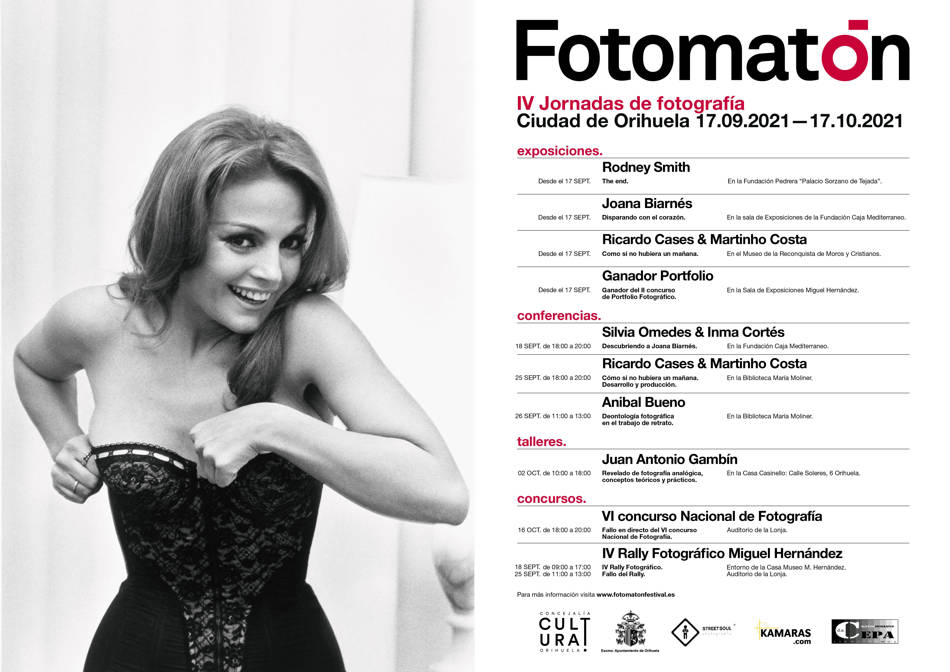 Fotomatón
IV Jornadas de fotografía
Ciudad de Orihuela 17.09.2021—17.10.2021
exposiciones.
Rodney Smith
Desde el 17 SEPT. The end. En la Fundación Pedrera "Palacio Sorzano de Tejada".
Joana Biarnés
Desde el 17 SEPT. Disparando con el corazón. En la sala de Exposiciones de la Fundación Caja Mediterraneo.
Ricardo Cases & Martinho Costa
Desde el 17 SEPT. Como si no hubiera un mañana. En el Museo de la Reconquista de Moros y Cristianos.
Ganador Portfolio
Desde el 17 SEPT. Ganador del II concurso En la Sala de Exposiciones Miguel Hernández.
de Portfolio Fotográfico.
conferencias.
Silvia Omedes & Inma Cortés
18 SEPT. de 18:00 a 20:00 Descubriendo a Joana Biarnés. En la Fundación Caja Mediterraneo.
Ricardo Cases & Martinho Costa
25 SEPT. de 18:00 a 20:00 Cómo si no hubiera un mañana. En la Biblioteca María Moliner.
Desarrollo y producción.
Anibal Bueno
26 SEPT. de 11:00 a 13:00 Deontología fotográfica En la Biblioteca María Moliner.
en el trabajo de retrato.
talleres.
Juan Antonio Gambín
02 OCT. de 10:00 a 18:00 Revelado de fotografía analógica, En la Casa Casinello: Calle Soleres, 6 Orihuela.
conceptos teóricos y prácticos.
concursos.
VI concurso Nacional de Fotografía
16 OCT. de 18:00 a 20:00 Fallo en directo del VI concurso Auditorio de la Lonja.
Nacional de Fotografía.
IV Rally Fotográfico Miguel Hernández
18 SEPT. de 09:00 a 17:00 IV Rally Fotográfico. Entorno de la Casa Museo M. Hernández.
25 SEPT. de 11:00 a 13:00 Fallo del Rally. Auditorio de la Lonja.
Para más información visita www.fotomatonfestival.es
CONCEJALÍA
CULT
URA!
ORIHUELA
Excmo. Ayuntamiento de Orihuela
STREETSOUL
photography
KAMARAS
.com
CEPA